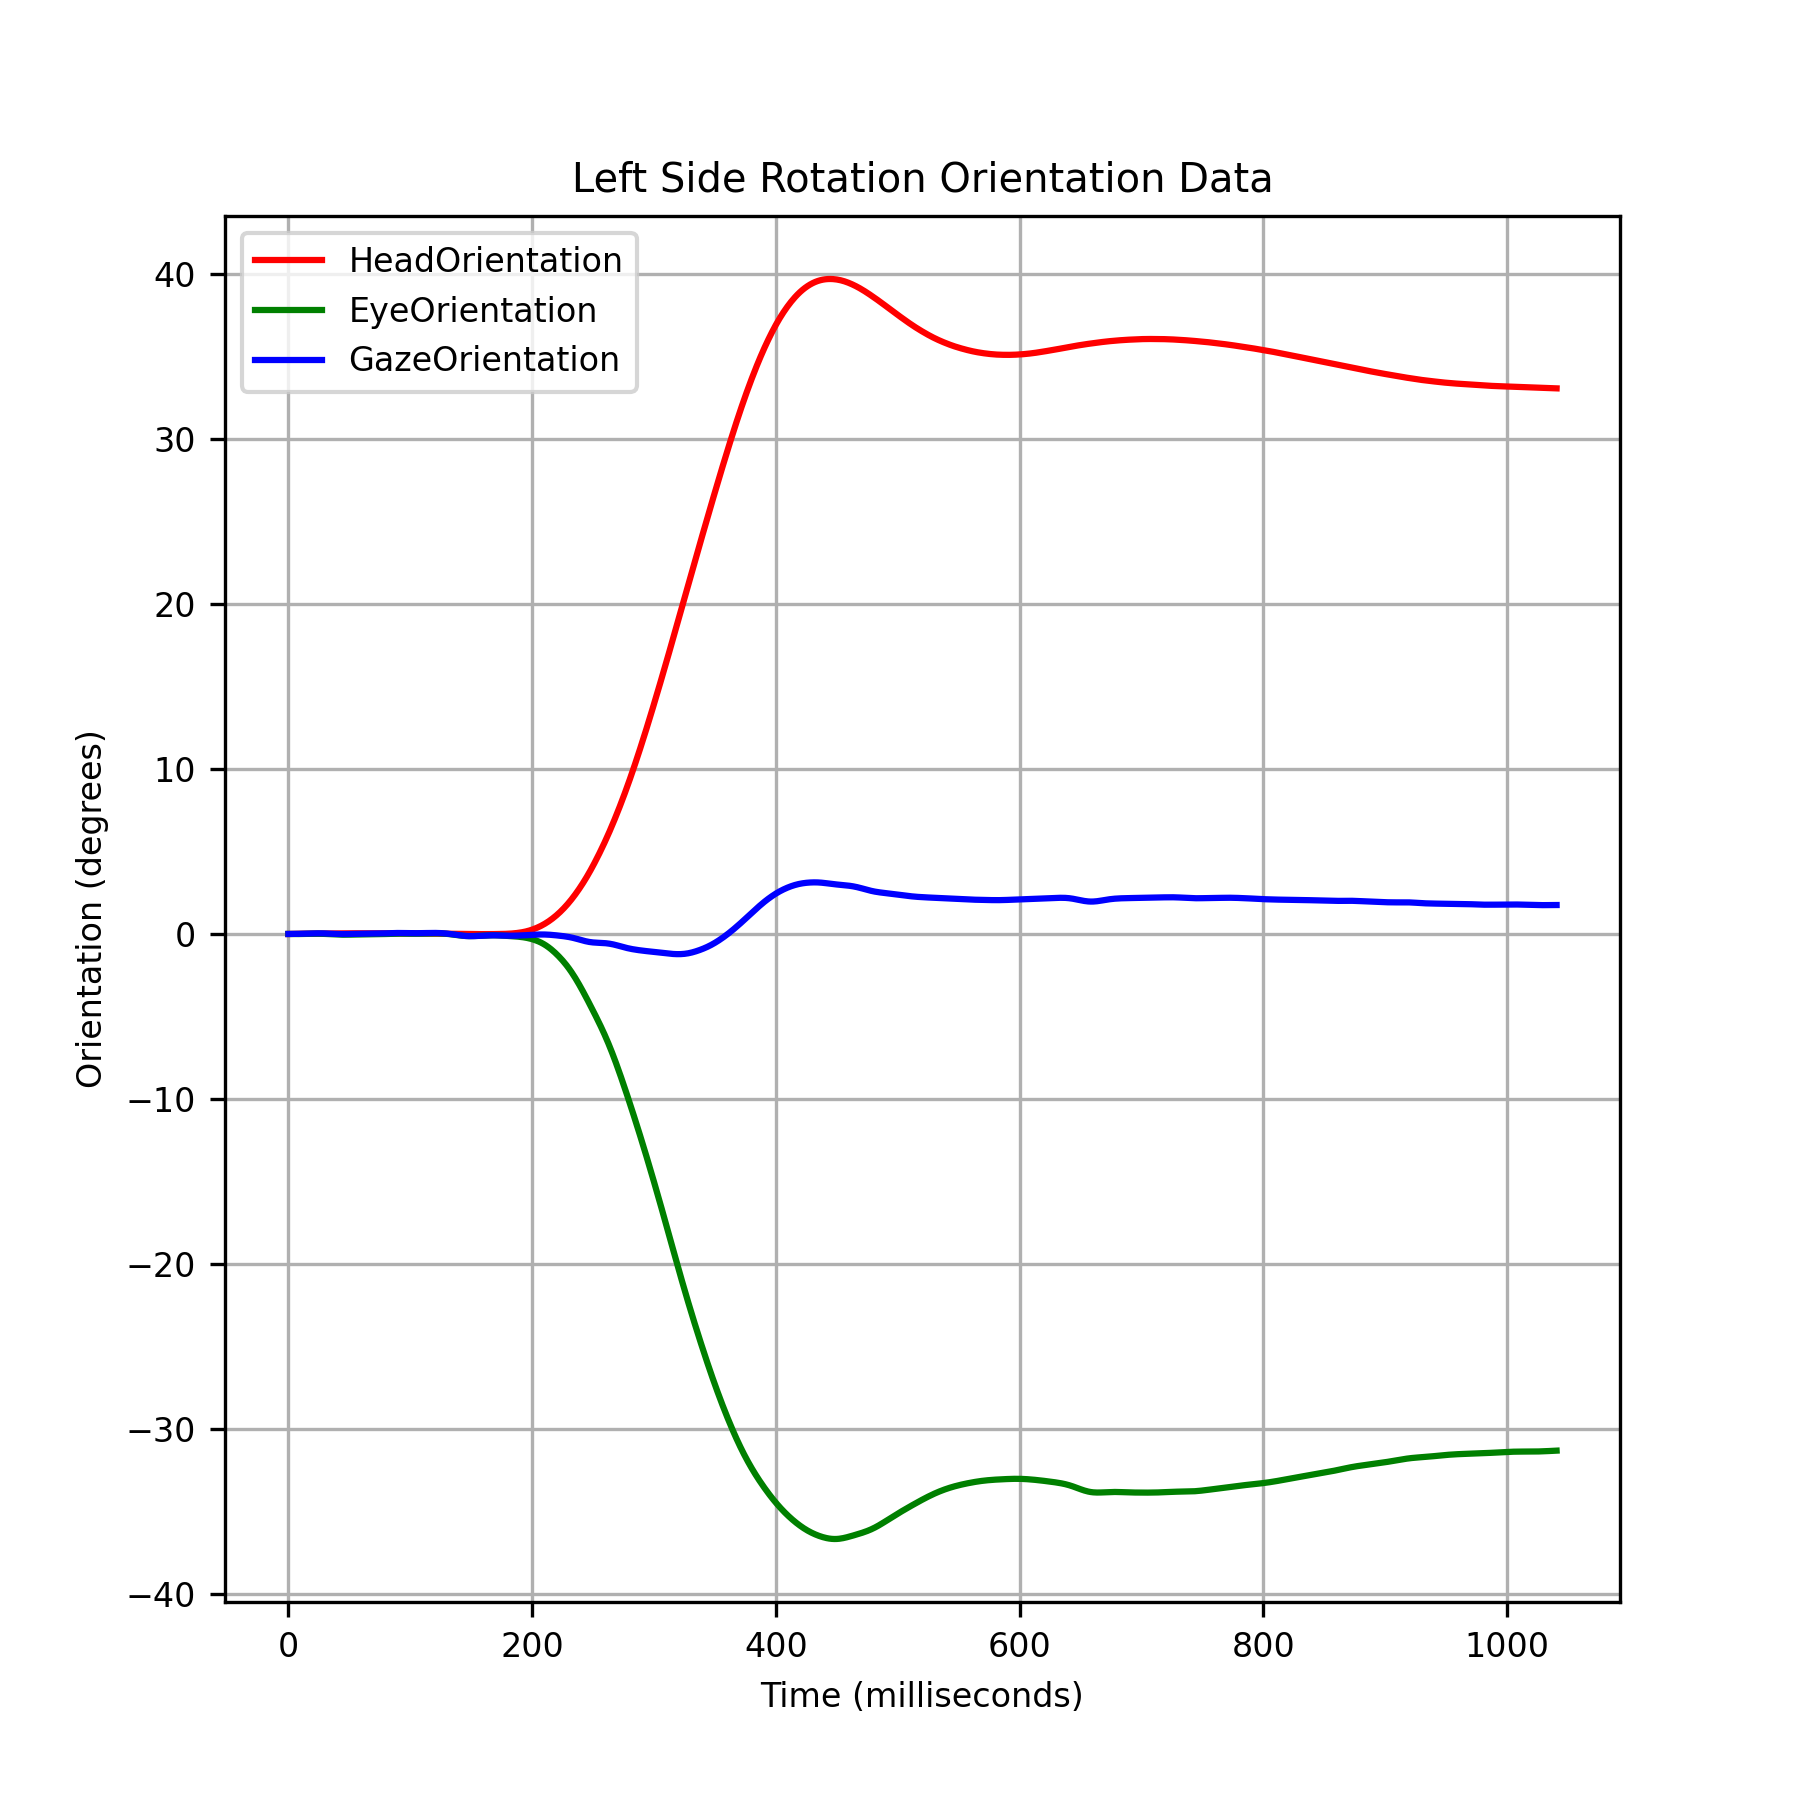 Left Side Rotation Orientation Data
HeadOrientation
EyeOrientation
GazeOrientation
40
30
20
10
0
−10
−20
−30
−40
Orientation (degrees)
0 200 400 600 800 1000
Time (milliseconds)